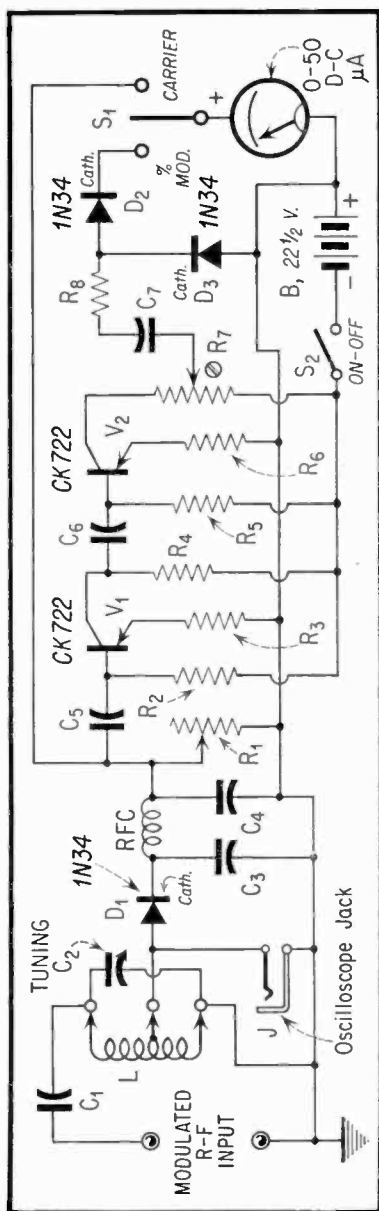 TUNING
C1
C2
L
MODULATED
R-F
INPUT
J
Oscilloscope Jack
1N34
D1
Cath.
RFC
C3
C4
R1
C5
R2
CK722
V1
R3
R4
C6
R5
CK722
V2
R6
R7
C7
R8
1N34
Cath.
D2
% MOD.
Cath.
D3
1N34
S1
CARRIER
+
0-50
D-C
μA
B, 22 1/2 V.
- +
S2
ON-OFF